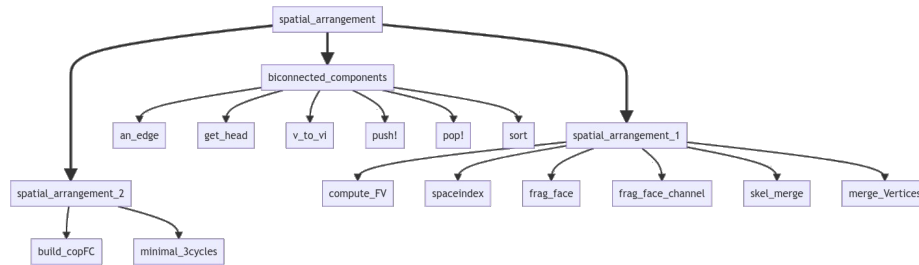 spatial_arrangement
biconnected_components
an_edge get_head v_to_vi push! pop! sort spatial_arrangement_1
spatial_arrangement_2 compute_FV spaceindex frag_face frag_face_channel skel_merge merge_Vertices
build_copFC minimal_3cycles